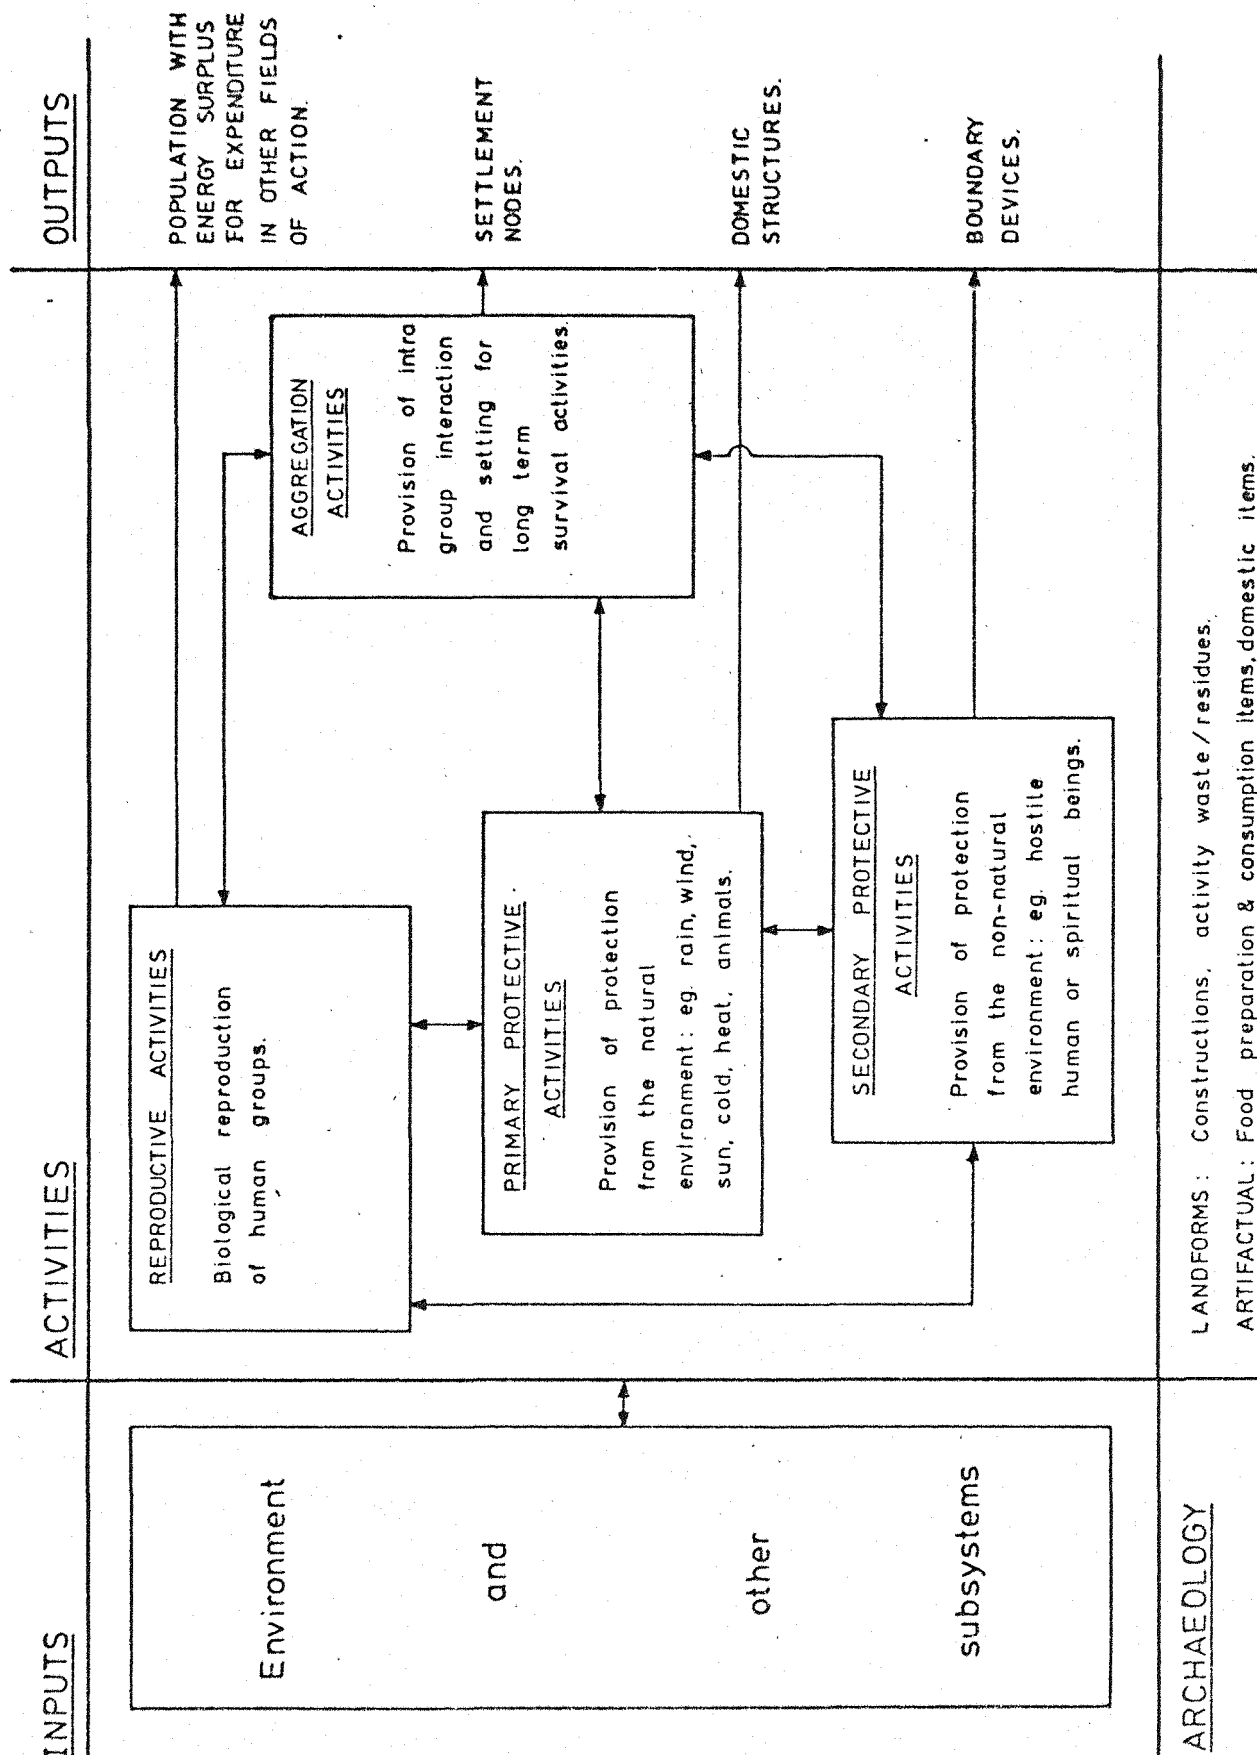 INPUTS
ACTIVITIES
OUTPUTS
Environment
and
other
subsystems
REPRODUCTIVE ACTIVITIES
Biological reproduction
of human groups.
PRIMARY PROTECTIVE
ACTIVITIES
Provision of protection
from the natural
environment: eg. rain, wind,
sun, cold, heat, animals.
SECONDARY PROTECTIVE
ACTIVITIES
Provision of protection
from the non-natural
environment: eg. hostile
human or spiritual beings.
AGGREGATION
ACTIVITIES
Provision of intra
group interaction
and setting for
long term
survival activities.
POPULATION WITH
ENERGY SURPLUS
FOR EXPENDITURE
IN OTHER FIELDS
OF ACTION.
SETTLEMENT
NODES.
DOMESTIC
STRUCTURES.
BOUNDARY
DEVICES.
ARCHAEOLOGY
LANDFORMS: Constructions, activity waste/residues.
ARTIFACTUAL: Food preparation & consumption items, domestic items.